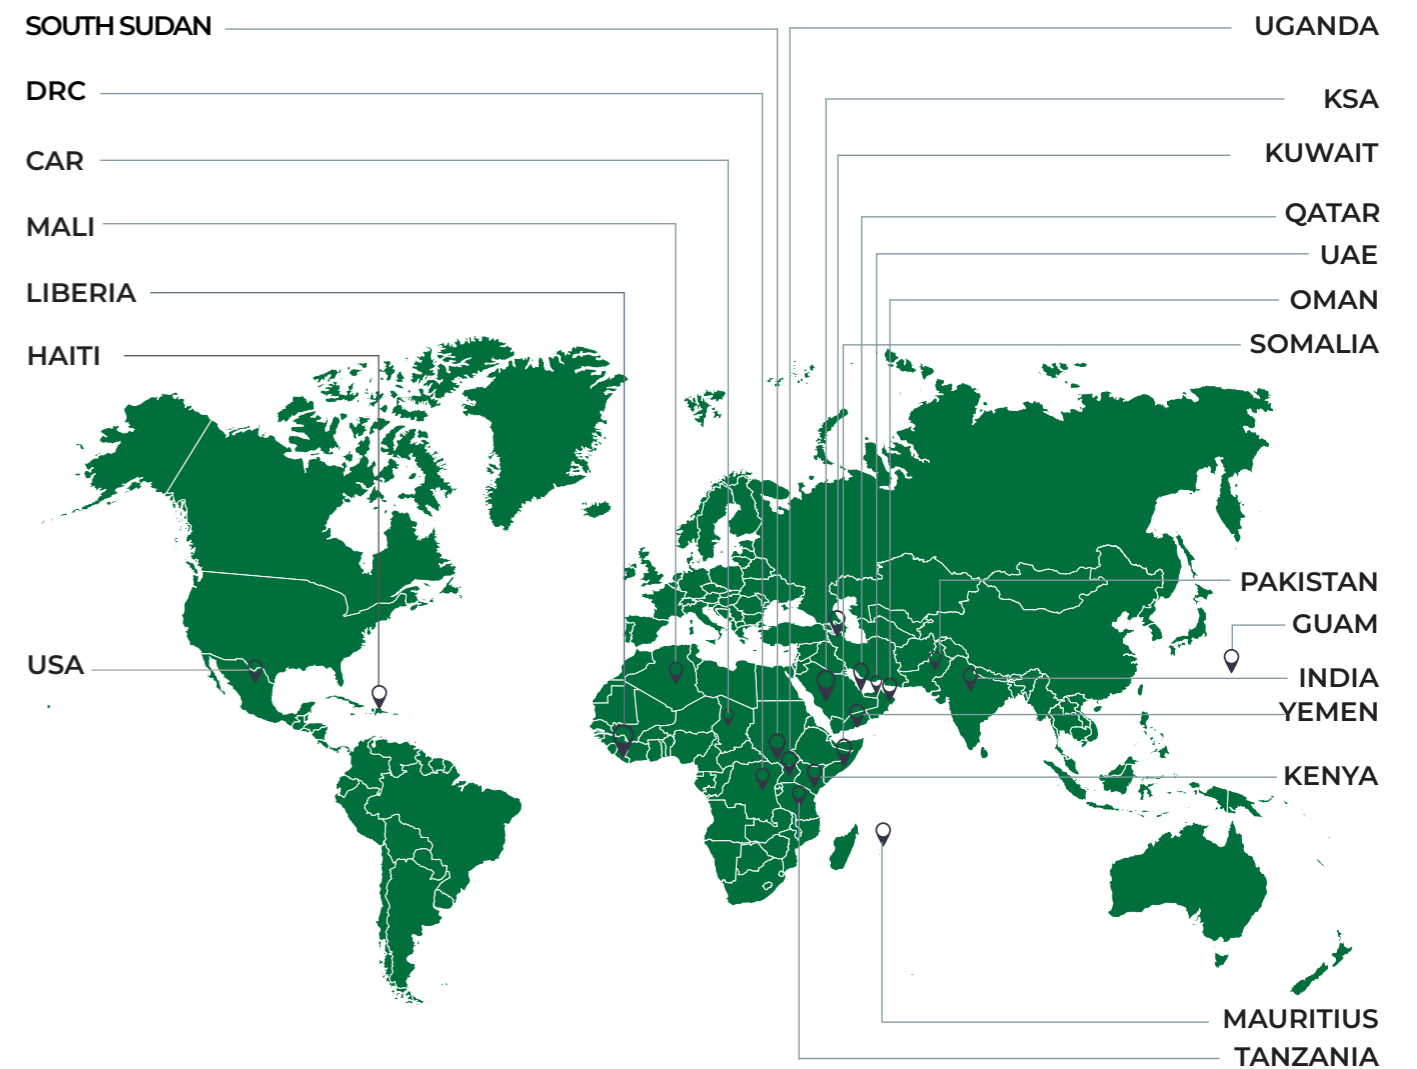 SOUTH SUDAN
DRC
CAR
MALI
LIBERIA
HAITI
USA
UGANDA
KSA
KUWAIT
QATAR
UAE
OMAN
SOMALIA
PAKISTAN
GUAM
INDIA
YEMEN
KENYA
MAURITIUS
TANZANIA